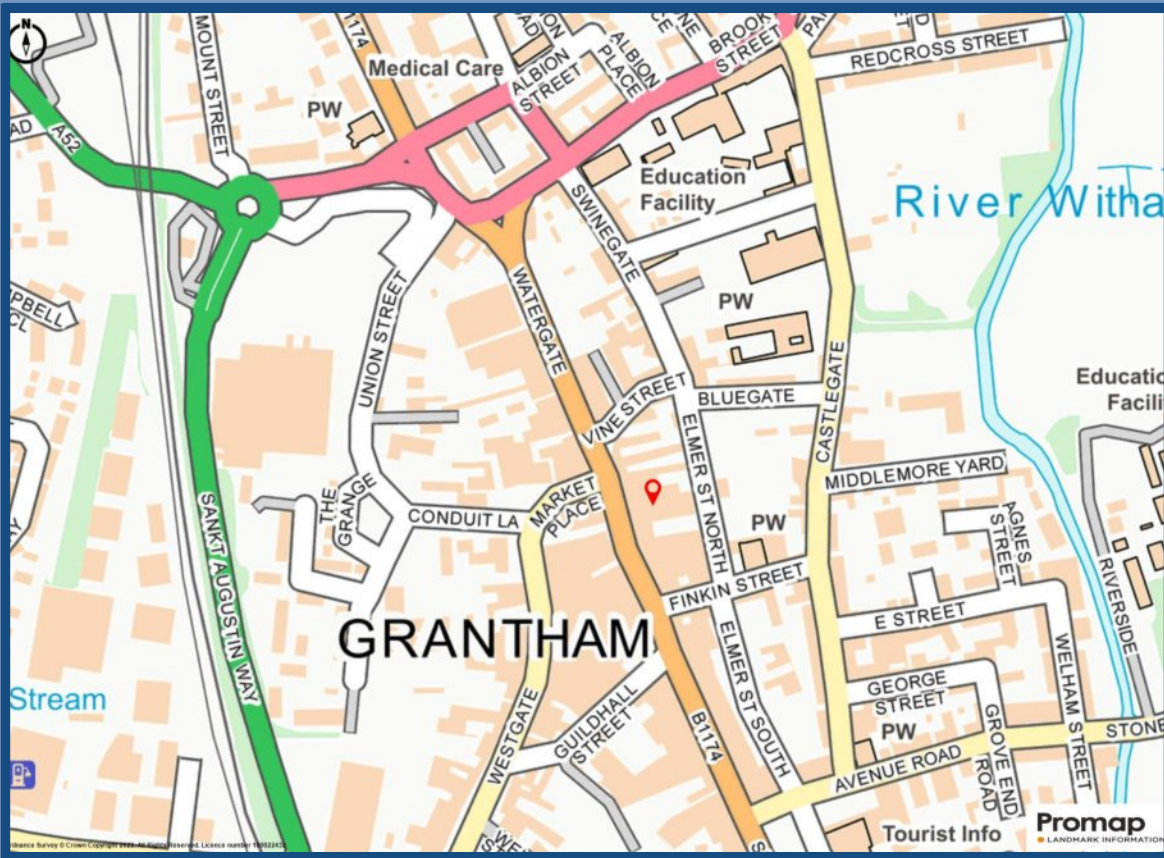 N
MOUNT STREET
1174
Medical Care
ALBION
STREET
ALBION
PLACE
BROOK
STREET
REDCROSS STREET
PW
A52
Education
Facility
River Witha
SWINEGATE
PW
UNION STREET
WATERGATE
CASTLEGATE
VINE STREET
BLUEGATE
Educatio
Facili
ELMER ST NORTH
MIDDLEMORE YARD
THE
GRANGE
CONDUIT LA
MARKET
PLACE
PW
AGNES
STREET
SANKT AUGUSTIN WAY
FINKIN STREET
E STREET
RIVERSIDE
GRANTHAM
ELMER ST SOUTH
WELHAM STREET
Stream
GEORGE
STREET
WESTGATE
GUILDHALL
STREET
B1174
PW
GROVE END
ROAD
STONE
AVENUE ROAD
Tourist Info
Promap
LANDMARK INFORMATION